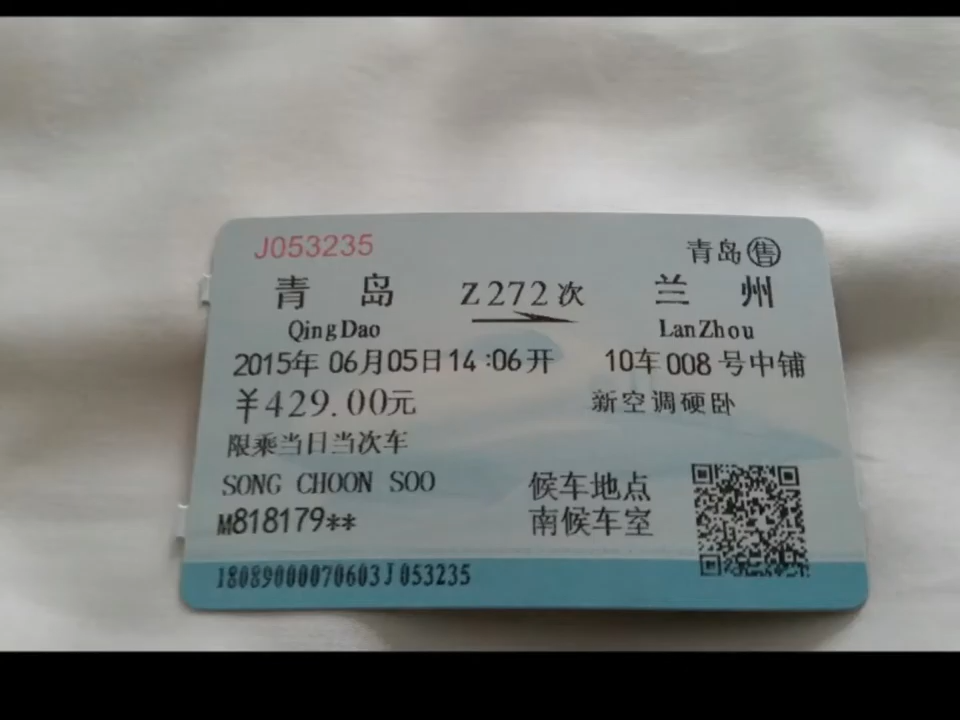 J053235 青岛售
青岛 Z272次 兰州
QingDao LanZhou
2015年06月05日14:06开 10车008号中铺
￥429.00元 新空调硬卧
限乘当日当次车
SONG CHOON SOO 候车地点
M818179** 南候车室
18089000070603J053235